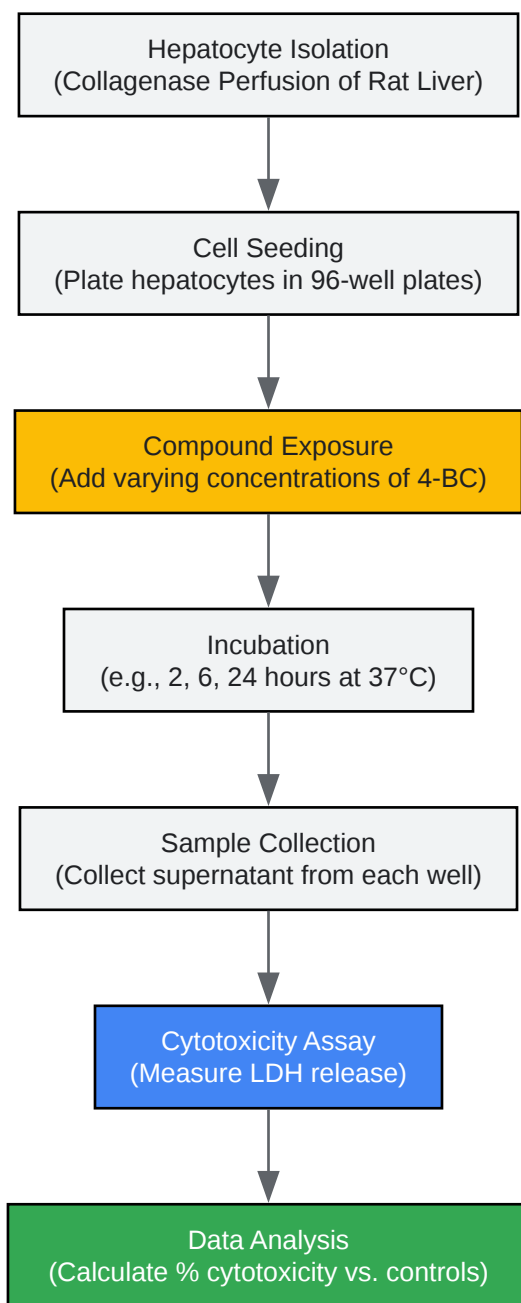 Hepatocyte Isolation
(Collagenase Perfusion of Rat Liver)
Cell Seeding
(Plate hepatocytes in 96-well plates)
Compound Exposure
(Add varying concentrations of 4-BC)
Incubation
(e.g., 2, 6, 24 hours at 37°C)
Sample Collection
(Collect supernatant from each well)
Cytotoxicity Assay
(Measure LDH release)
Data Analysis
(Calculate % cytotoxicity vs. controls)